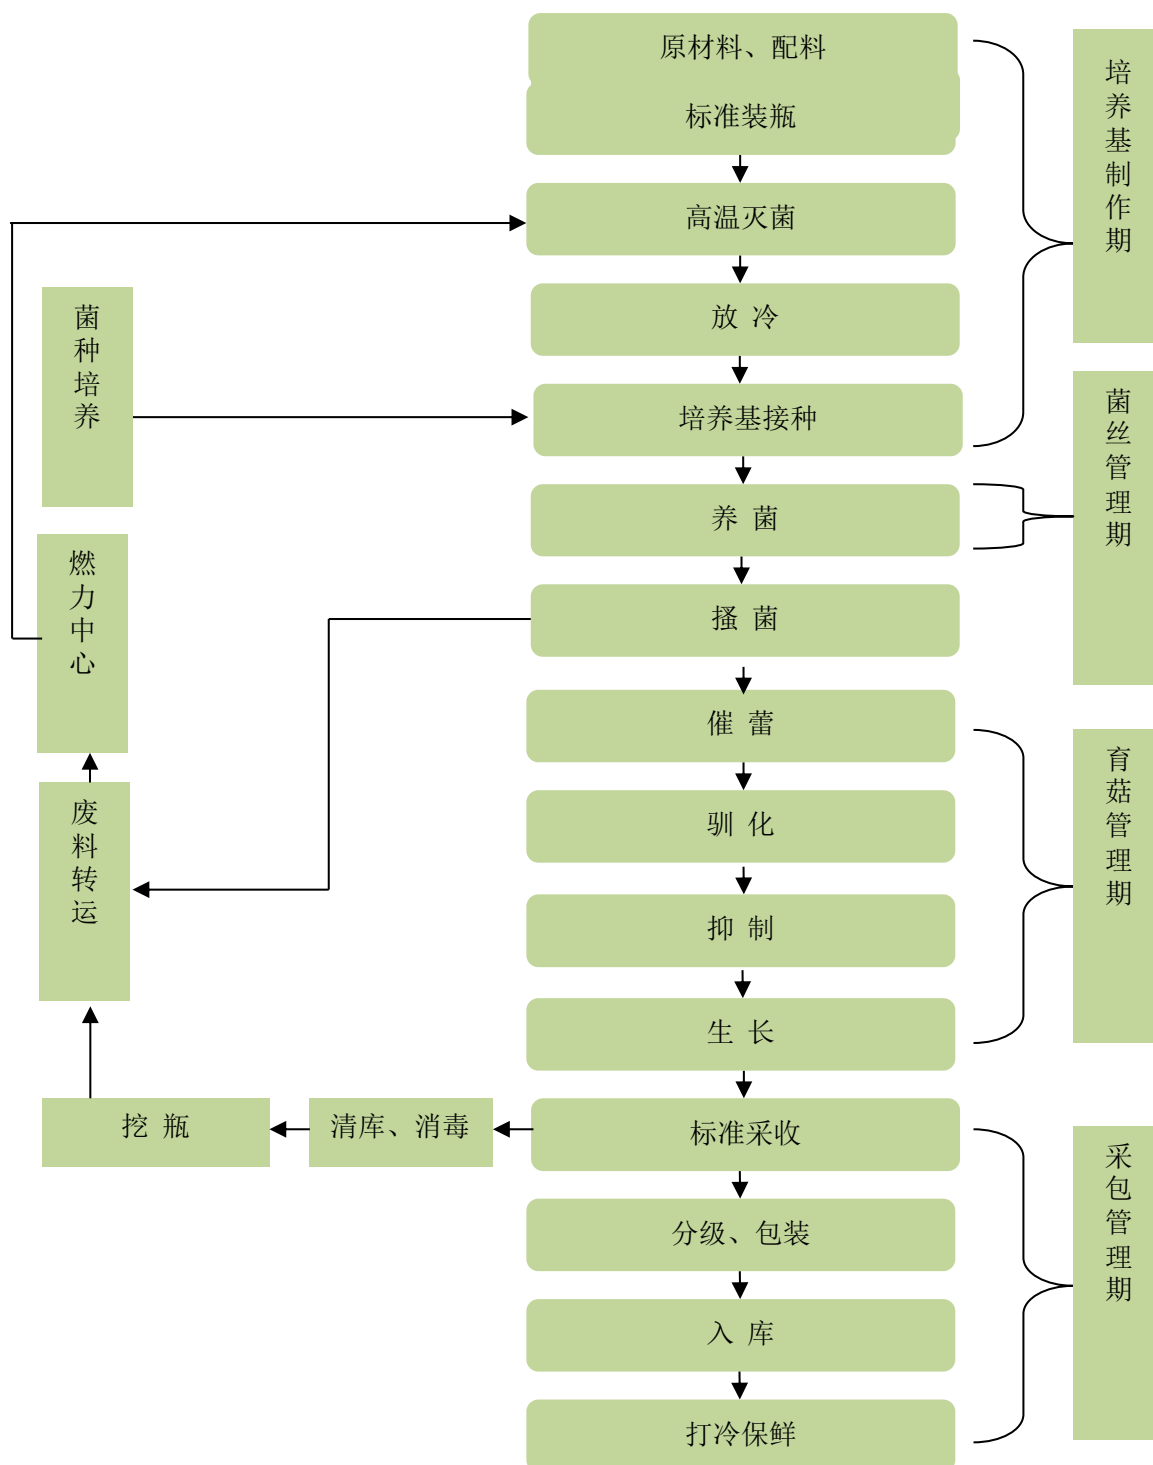 原材料、配料
标准装瓶
高温灭菌
放 冷
培养基接种
养 菌
搔 菌
催 蕾
驯 化
抑 制
生 长
标准采收
分级、包装
入 库
打冷保鲜
菌种培养
燃力中心
废料转运
挖 瓶
清库、消毒
培养基制作期
菌丝管理期
育菇管理期
采包管理期